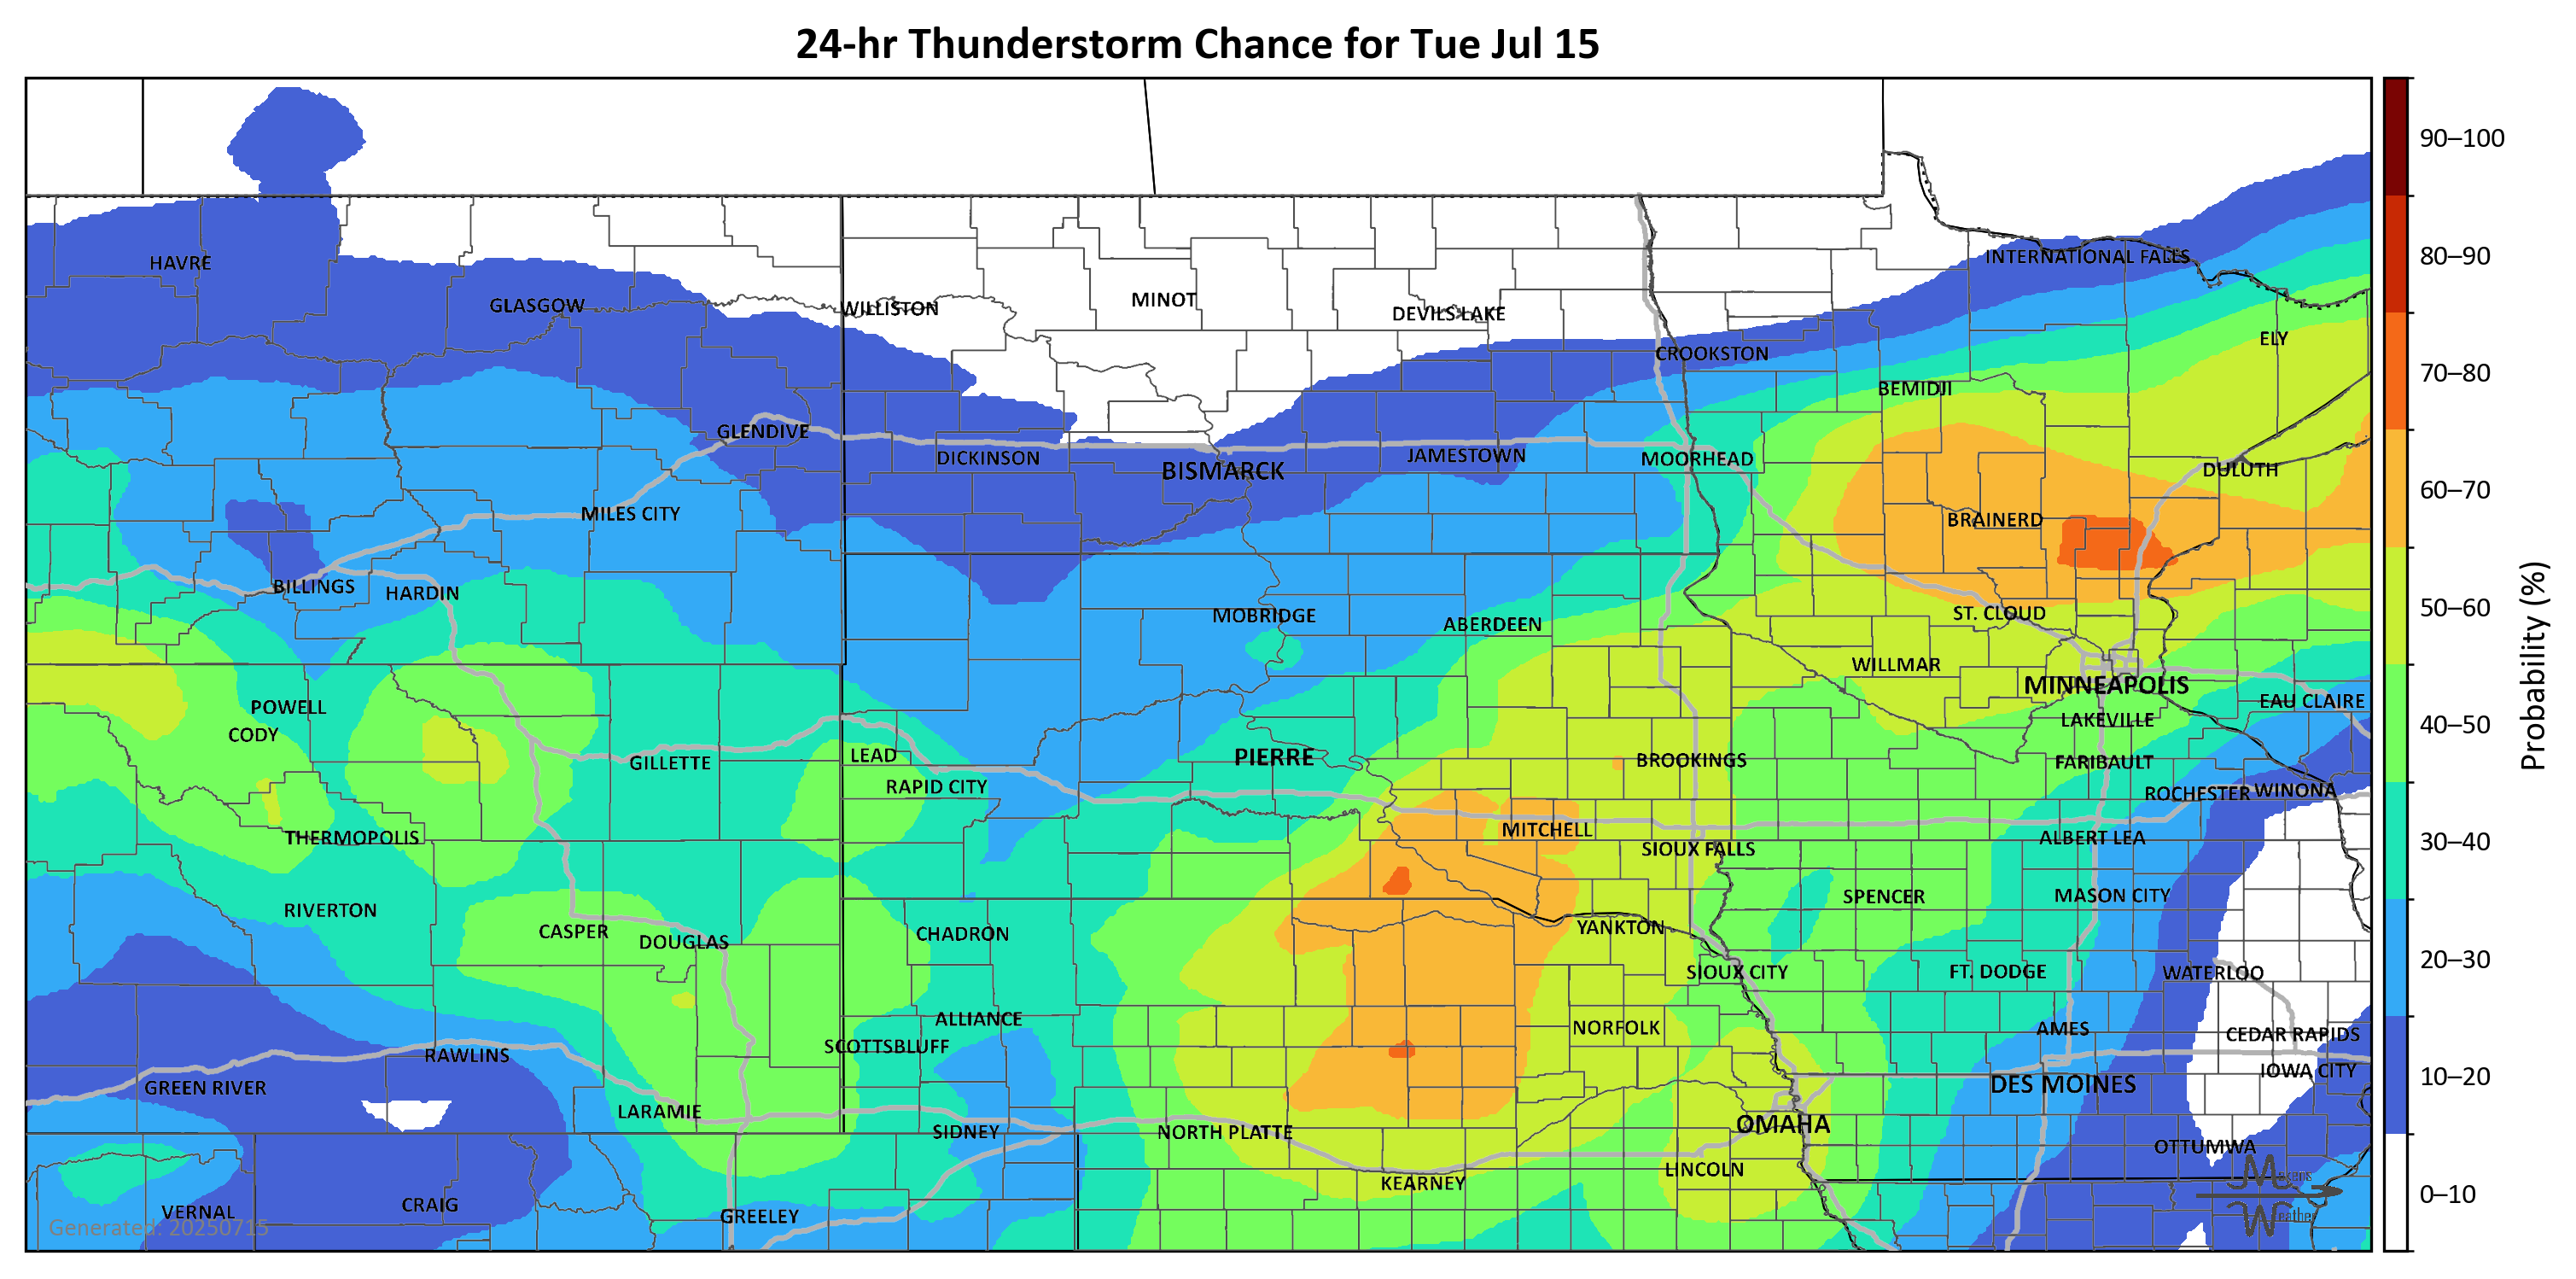 24-hr Thunderstorm Chance for Tue Jul 15
HAVRE
INTERNATIONAL FALLS
GLASGOW
WILLISTON
MINOT
DEVILS LAKE
ELY
CROOKSTON
BEMIDJI
GLENDIVE
DICKINSON
BISMARCK
JAMESTOWN
MOORHEAD
DULUTH
MILES CITY
BRAINERD
BILLINGS
HARDIN
MOBRIDGE
ABERDEEN
ST. CLOUD
WILLMAR
MINNEAPOLIS
EAU CLAIRE
POWELL
LAKEVILLE
CODY
GILLETTE
LEAD
PIERRE
BROOKINGS
FARIBAULT
RAPID CITY
ROCHESTER
WINONA
THERMOPOLIS
MITCHELL
ALBERT LEA
SIOUX FALLS
SPENCER
MASON CITY
RIVERTON
CASPER
DOUGLAS
CHADRON
YANKTON
SIOUX CITY
FT. DODGE
WATERLOO
ALLIANCE
NORFOLK
AMES
CEDAR RAPIDS
SCOTTSBLUFF
RAWLINS
IOWA CITY
GREEN RIVER
DES MOINES
LARAMIE
OMAHA
SIDNEY
NORTH PLATTE
OTTUMWA
LINCOLN
KEARNEY
VERNAL
CRAIG
GREELEY
Generated: 20250715
90–100
80–90
70–80
60–70
50–60
40–50
30–40
20–30
10–20
0–10
Probability (%)